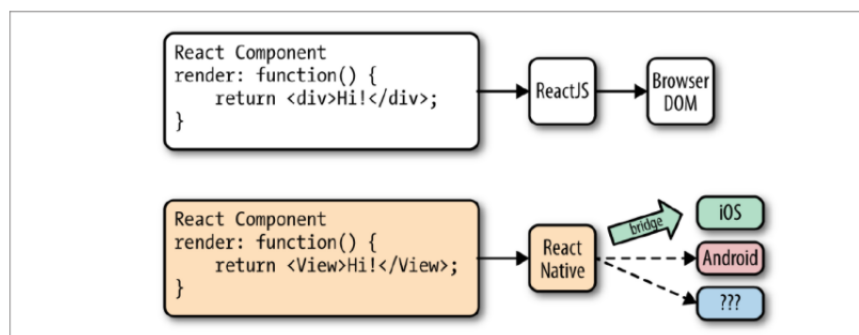 React Component
render: function() {
    return <div>Hi!</div>;
}
ReactJS
Browser
DOM
React Component
render: function() {
    return <View>Hi!</View>;
}
React
Native
bridge
iOS
Android
???